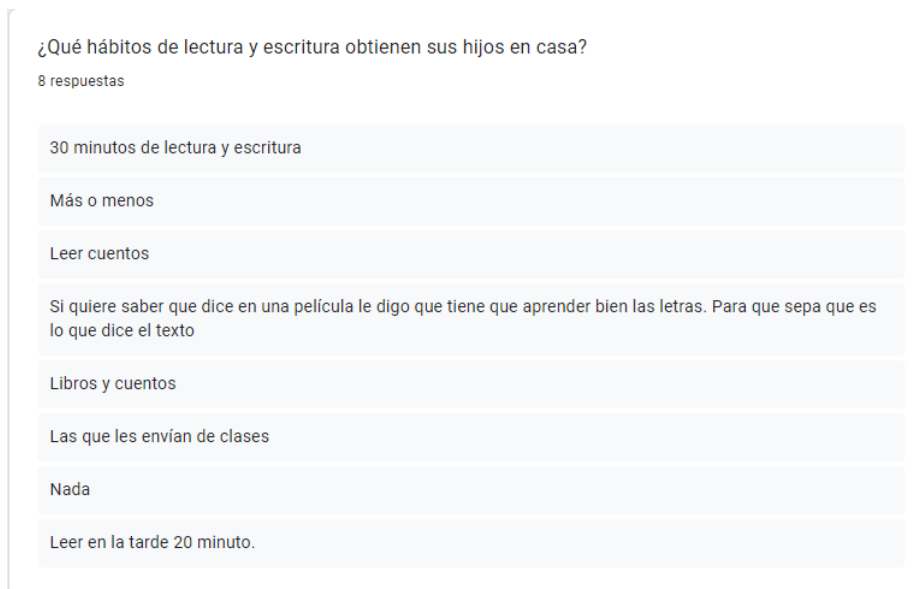 ¿Qué hábitos de lectura y escritura obtienen sus hijos en casa?
8 respuestas
30 minutos de lectura y escritura
Más o menos
Leer cuentos
Si quiere saber que dice en una película le digo que tiene que aprender bien las letras. Para que sepa que es
lo que dice el texto
Libros y cuentos
Las que les envían de clases
Nada
Leer en la tarde 20 minuto.